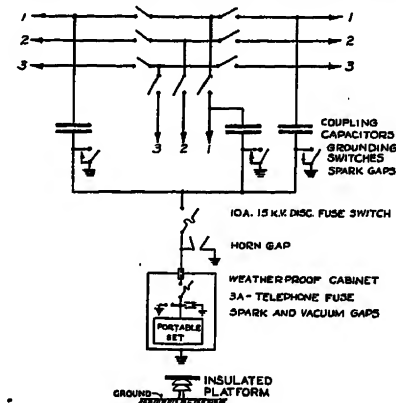 1 1
2 2
3 3
3 2 1
COUPLING
CAPACITORS
GROUNDING
SWITCHES
SPARK GAPS
10A. 15 K.V. DISC. FUSE SWITCH
HORN GAP
WEATHERPROOF CABINET
3A-TELEPHONE FUSE
SPARK AND VACUUM GAPS
PORTABLE
SET
INSULATED
PLATFORM
GROUND